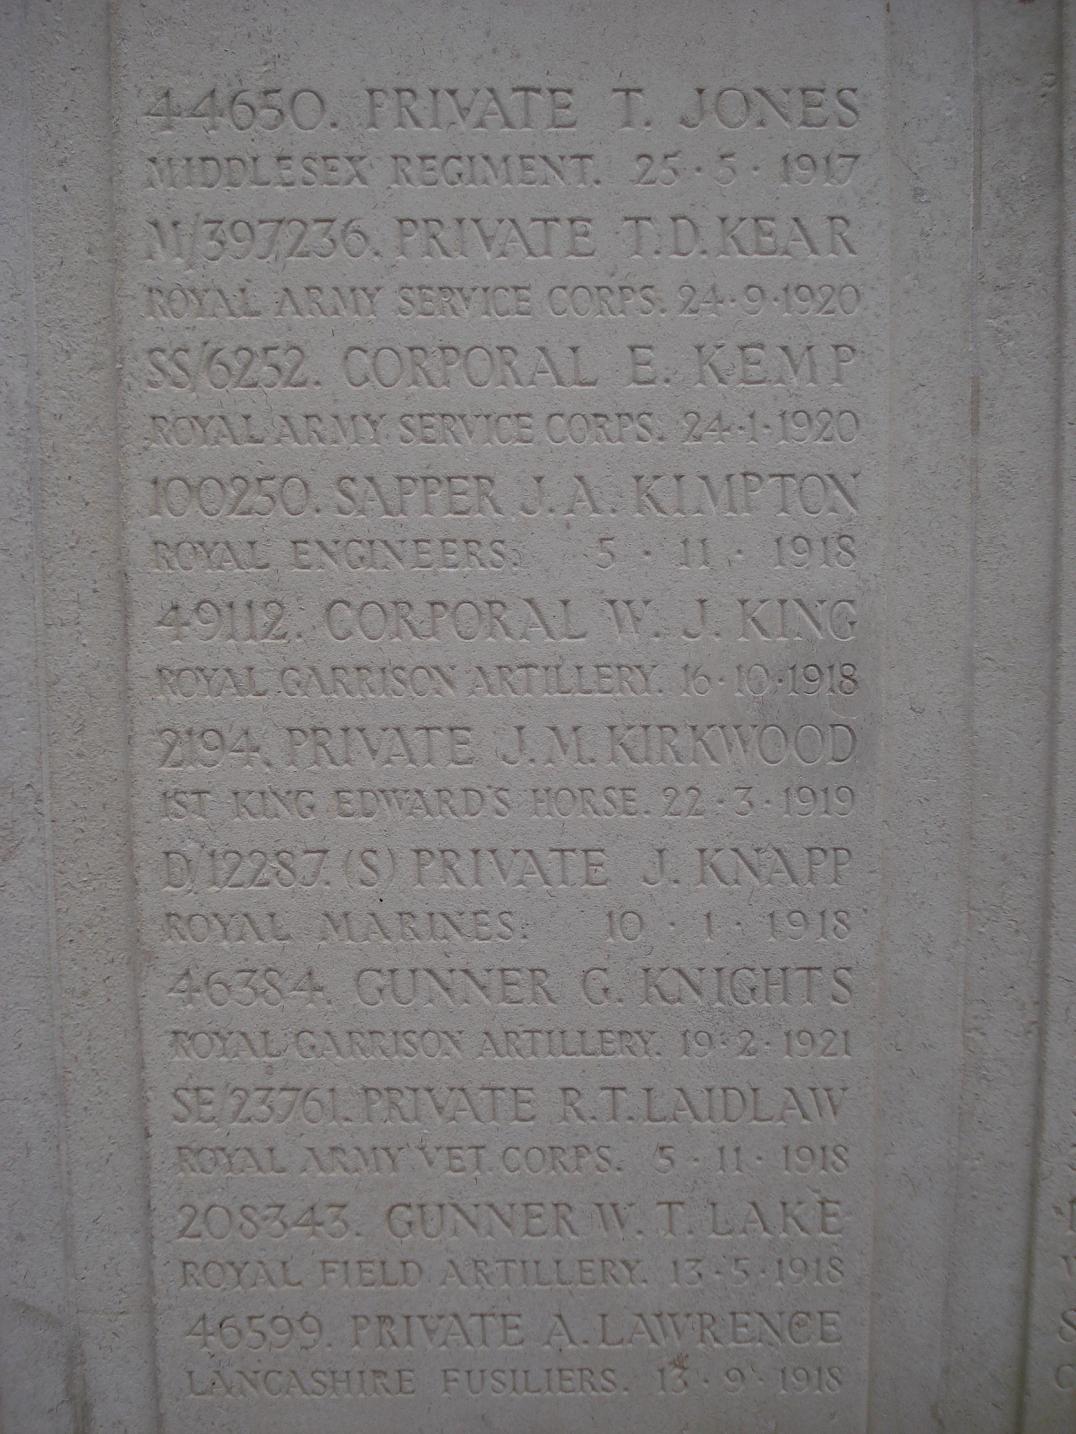 44650. PRIVATE T. JONES
MIDDLESEX REGIMENT. 25·5·1917
M/397236. PRIVATE T.D. KEAR
ROYAL ARMY SERVICE CORPS. 24·9·1920
SS/6252. CORPORAL E. KEMP
ROYAL ARMY SERVICE CORPS. 24·1·1920
100250. SAPPER J.A. KIMPTON
ROYAL ENGINEERS. 5·11·1918
49112. CORPORAL W. J. KING
ROYAL GARRISON ARTILLERY. 16·10·1918
2194. PRIVATE J.M. KIRKWOOD
1ST KING EDWARD'S HORSE. 22·3·1919
D/12287.(S) PRIVATE J. KNAPP
ROYAL MARINES. 10·1·1918
46384. GUNNER G. KNIGHTS
ROYAL GARRISON ARTILLERY. 19·2·1921
SE/23761. PRIVATE R.T. LAIDLAW
ROYAL ARMY VET. CORPS. 5·11·1918
208343. GUNNER W. T. LAKE
ROYAL FIELD ARTILLERY. 13·5·1918
46599. PRIVATE A. LAWRENCE
LANCASHIRE FUSILIERS. 13·9·1918